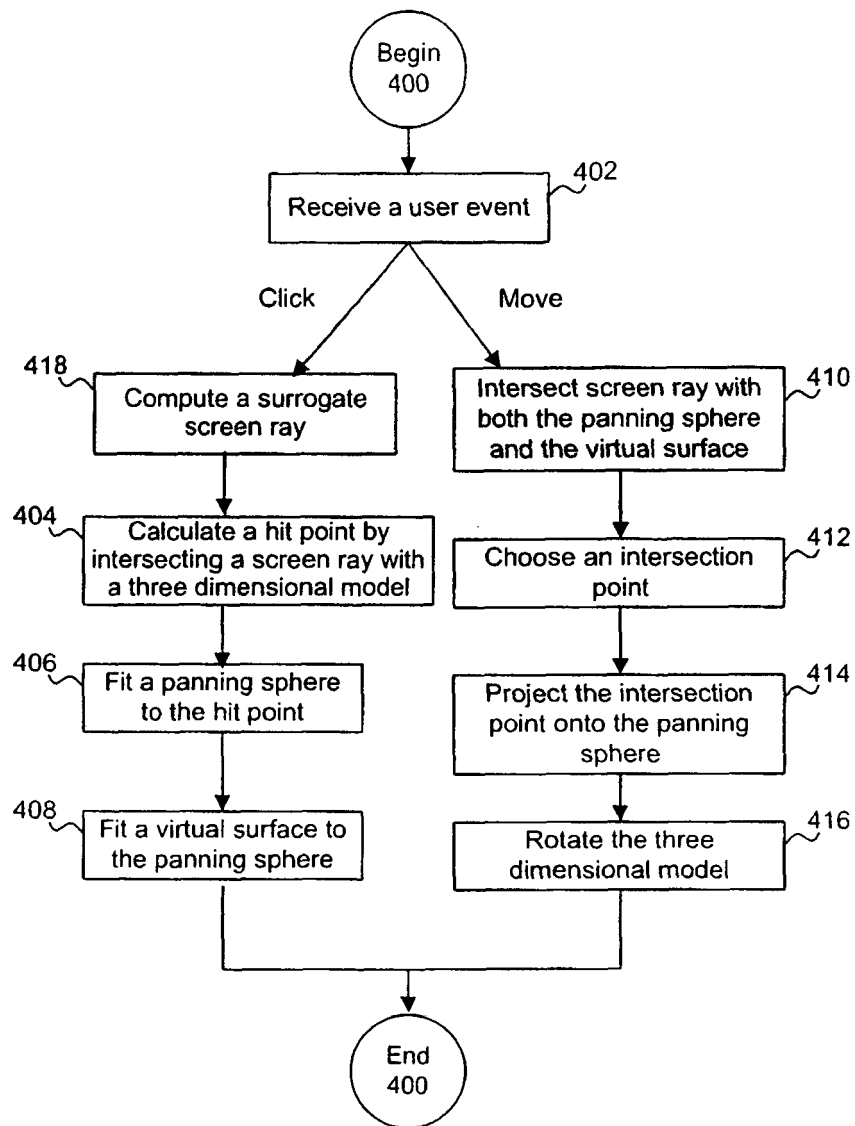 Begin
400
402
Receive a user event
Click
Move
418
Compute a surrogate
screen ray
404
Calculate a hit point by
intersecting a screen ray with
a three dimensional model
406
Fit a panning sphere
to the hit point
408
Fit a virtual surface to
the panning sphere
Intersect screen ray with
both the panning sphere
and the virtual surface
410
Choose an intersection
point
412
Project the intersection
point onto the panning
sphere
414
Rotate the three
dimensional model
416
End
400